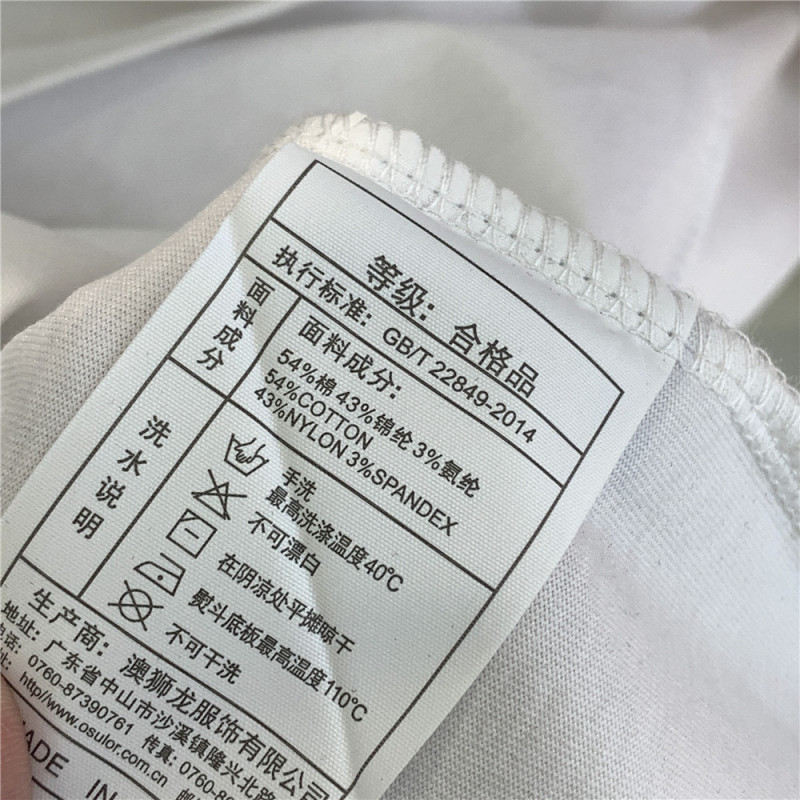 等级: 合格品
执行标准: GB/T 22849-2014
面料成分
面料成分:
54%棉 43%锦纶 3%氨纶
54%COTTON
43%NYLON 3%SPANDEX
洗水说明
手洗
最高洗涤温度40℃
不可漂白
在阴凉处平摊晾干
熨斗底板最高温度110℃
不可干洗
生产商: 澳狮龙服饰有限公司
地址: 广东省中山市沙溪镇隆兴北路
电话: 0760-87390761 传真: 0760-8
http//www.osulor.com.cn
MADE IN